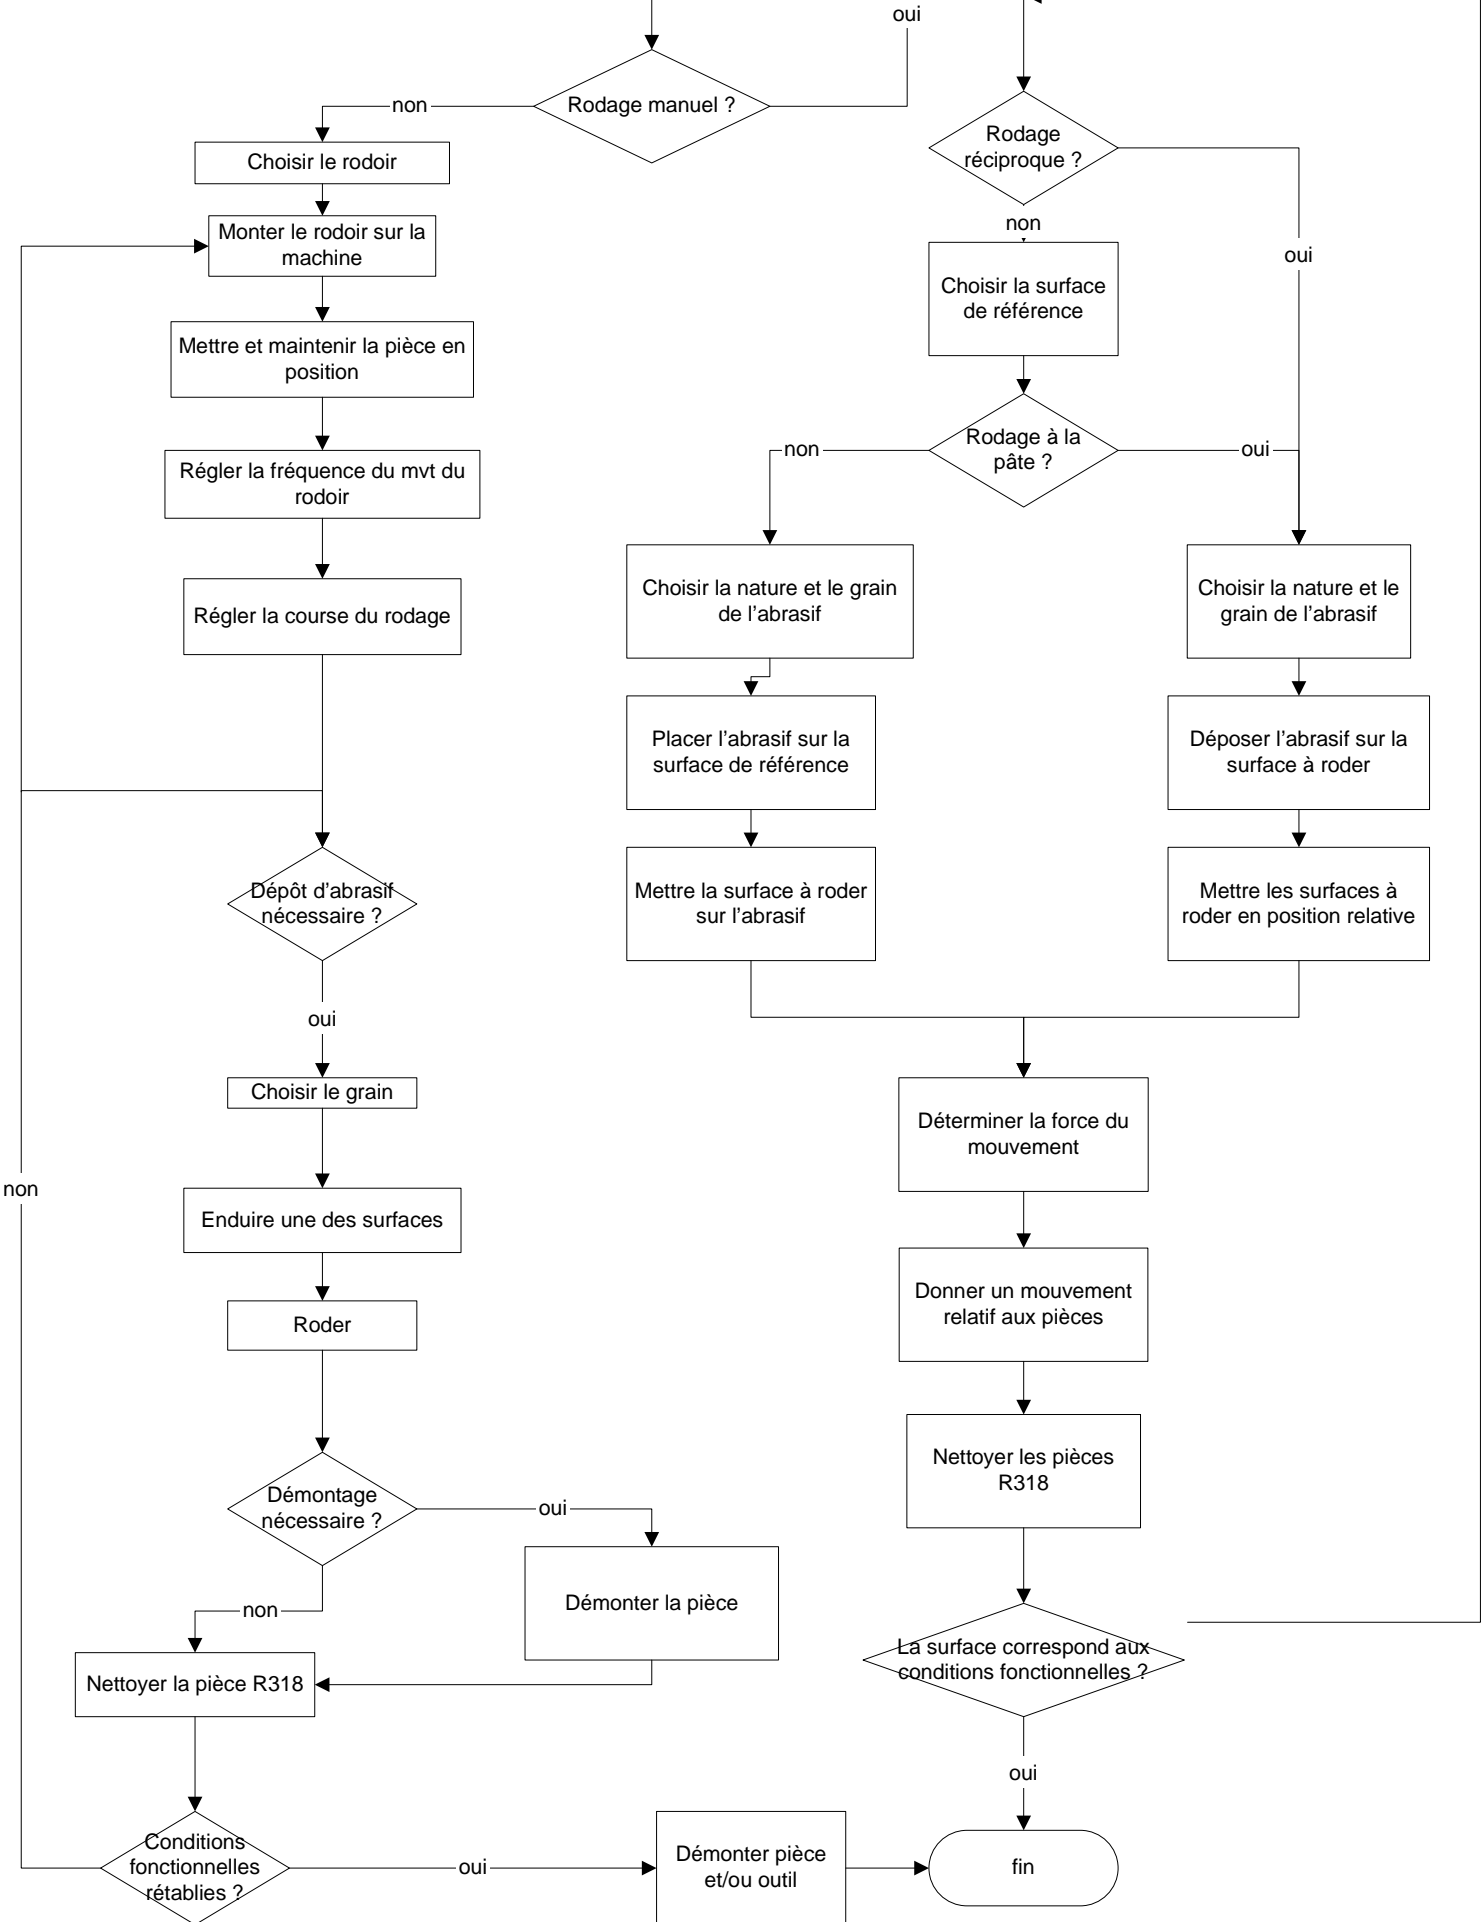 oui
Rodage manuel ?
non
Choisir le rodoir
Monter le rodoir sur la
machine
Mettre et maintenir la pièce en
position
Régler la fréquence du mvt du
rodoir
Régler la course du rodage
Dépôt d’abrasif
nécessaire ?
oui
Choisir le grain
non
Enduire une des surfaces
Roder
Démontage
nécessaire ?
oui
Démonter la pièce
non
Nettoyer la pièce R318
Conditions
fonctionnelles
rétablies ?
oui
Démonter pièce
et/ou outil
Rodage
réciproque ?
non
oui
Choisir la surface
de référence
Rodage à la
pâte ?
non
oui
Choisir la nature et le grain
de l’abrasif
Placer l’abrasif sur la
surface de référence
Mettre la surface à roder
sur l’abrasif
Choisir la nature et le
grain de l’abrasif
Déposer l’abrasif sur la
surface à roder
Mettre les surfaces à
roder en position relative
Déterminer la force du
mouvement
Donner un mouvement
relatif aux pièces
Nettoyer les pièces
R318
La surface correspond aux
conditions fonctionnelles ?
oui
fin